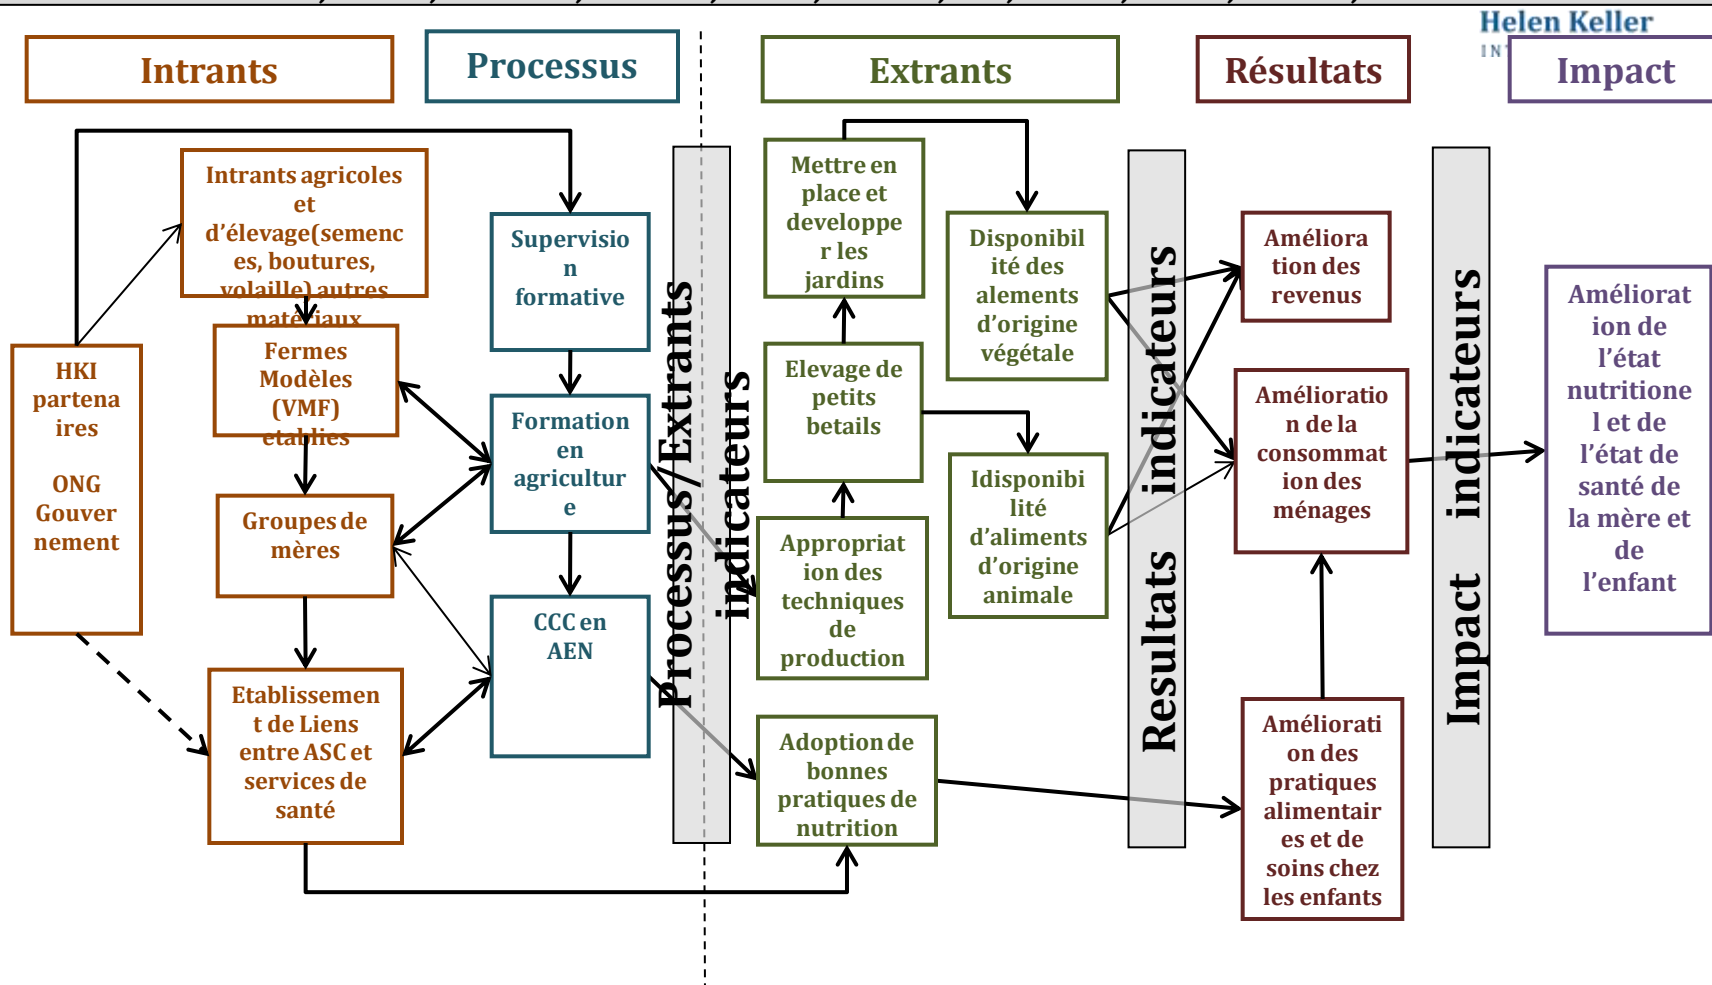 Helen Keller
IN
Intrants
Processus
Extrants
Résultats
Impact
Intrants agricoles
et
d’élevage(semenc
es, boutures,
volaille) autres
matériaux
HKI
partena
ires
ONG
Gouver
nement
Fermes
Modèles
(VMF)
etablies
Groupes de
mères
Etablissemen
t de Liens
entre ASC et
services de
santé
Supervisio
n
formative
Formation
en
agricultur
e
CCC en
AEN
Processus/Extrants
indicateurs
Mettre en
place et
developpe
r les
jardins
Elevage de
petits
betails
Appropriat
ion des
techniques
de
production
Adoption de
bonnes
pratiques de
nutrition
Disponibil
ité des
alements
d’origine
végétale
Idisponibi
lité
d’aliments
d’origine
animale
Resultats indicateurs
Améliora
tion des
revenus
Amélioratio
n de la
consommat
ion des
ménages
Améliorati
on des
pratiques
alimentair
es et de
soins chez
les enfants
Impact indicateurs
Améliorat
ion de
l’état
nutritione
l et de
l’état de
santé de
la mère et
de
l’enfant